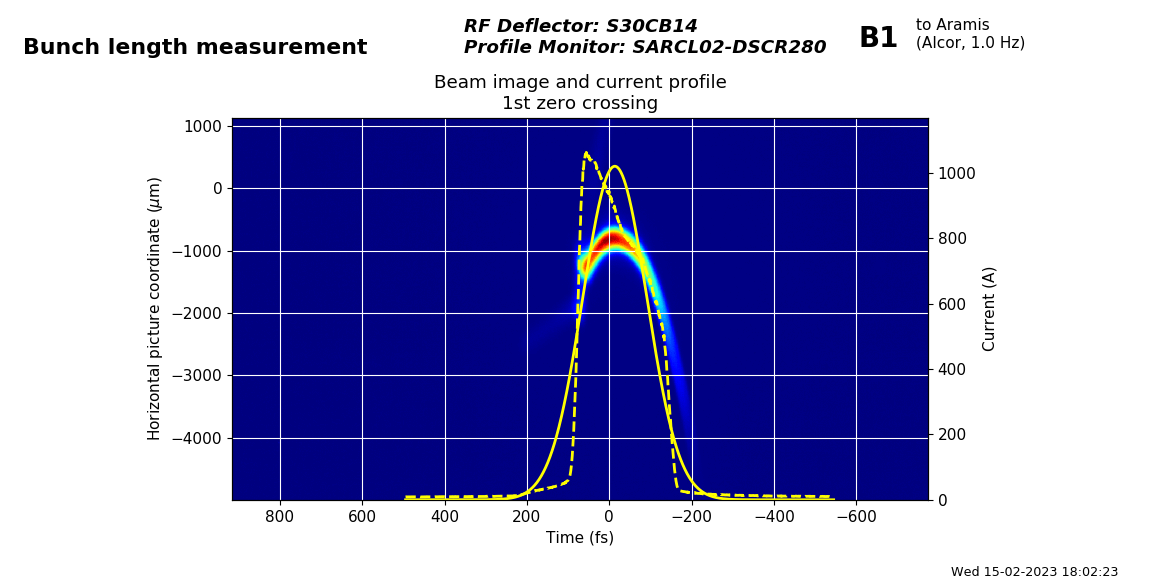 Bunch length measurement
RF Deflector: S30CB14
Profile Monitor: SARCL02-DSCR280
B1
to Aramis
(Alcor, 1.0 Hz)
Beam image and current profile
1st zero crossing
Horizontal picture coordinate (μm)
1000
0
−1000
−2000
−3000
−4000
1000
800
600
400
200
0
Current (A)
800
600
400
200
0
−200
−400
−600
Time (fs)
Wed 15-02-2023 18:02:23